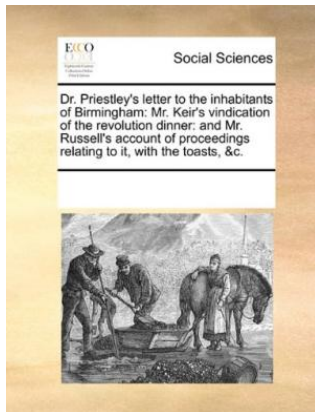 ECCO
Social Sciences
Dr. Priestley's letter to the inhabitants
of Birmingham: Mr. Keir's vindication
of the revolution dinner: and Mr.
Russell's account of proceedings
relating to it, with the toasts, &c.